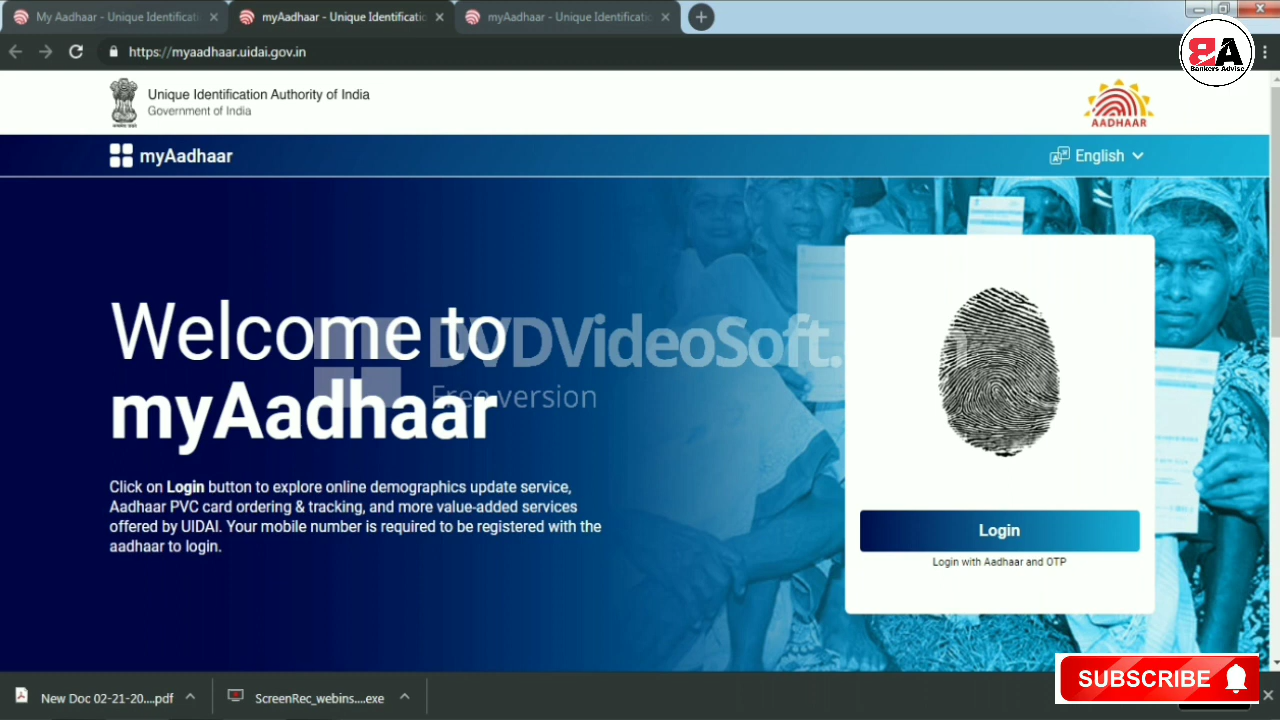 My Aadhaar - Unique Identificatic
myAadhaar - Unique Identificatic
myAadhaar - Unique Identificatic
https://myaadhaar.uidai.gov.in
BA
Bankers Advise
Unique Identification Authority of India
Government of India
AADHAAR
myAadhaar
English
Welcome to
myAadhaar
DVDVideoSoft.
Free version
Click on Login button to explore online demographics update service,
Aadhaar PVC card ordering & tracking, and more value-added services
offered by UIDAI. Your mobile number is required to be registered with the
aadhaar to login.
Login
Login with Aadhaar and OTP
New Doc 02-21-20....pdf
ScreenRec_webins....exe
SUBSCRIBE